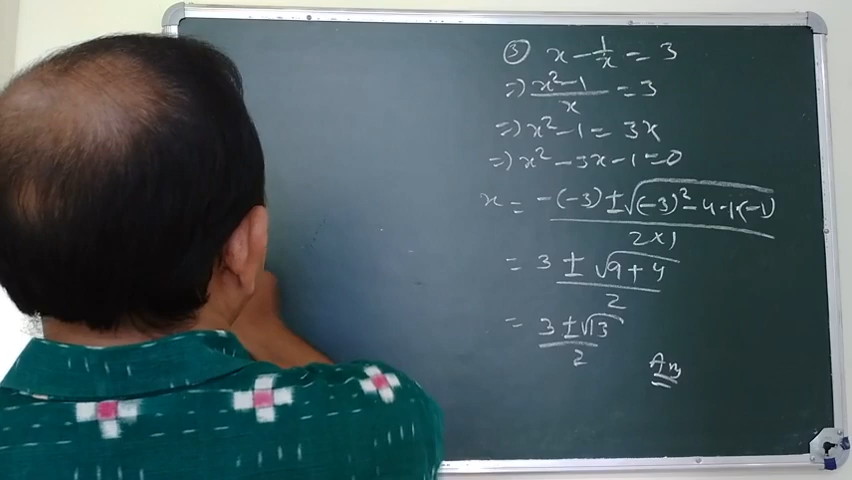 ③ x - 1/x = 3
⇒ x² - 1 / x = 3
⇒ x² - 1 = 3x
⇒ x² - 3x - 1 = 0
x = -(-3) ± √(-3)² - 4·1·(-1) / 2×1
= 3 ± √9 + 4 / 2
= 3 ± √13 / 2
Ans